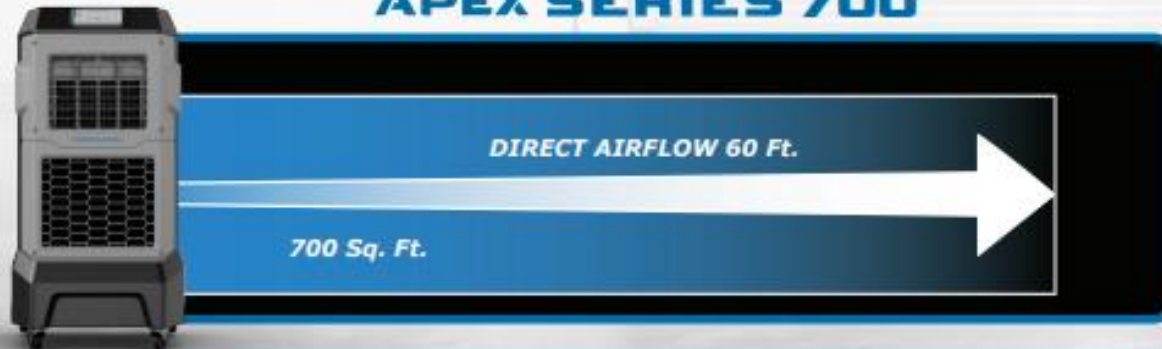 APEX SERIES 700
DIRECT AIRFLOW 60 Ft.
700 Sq. Ft.